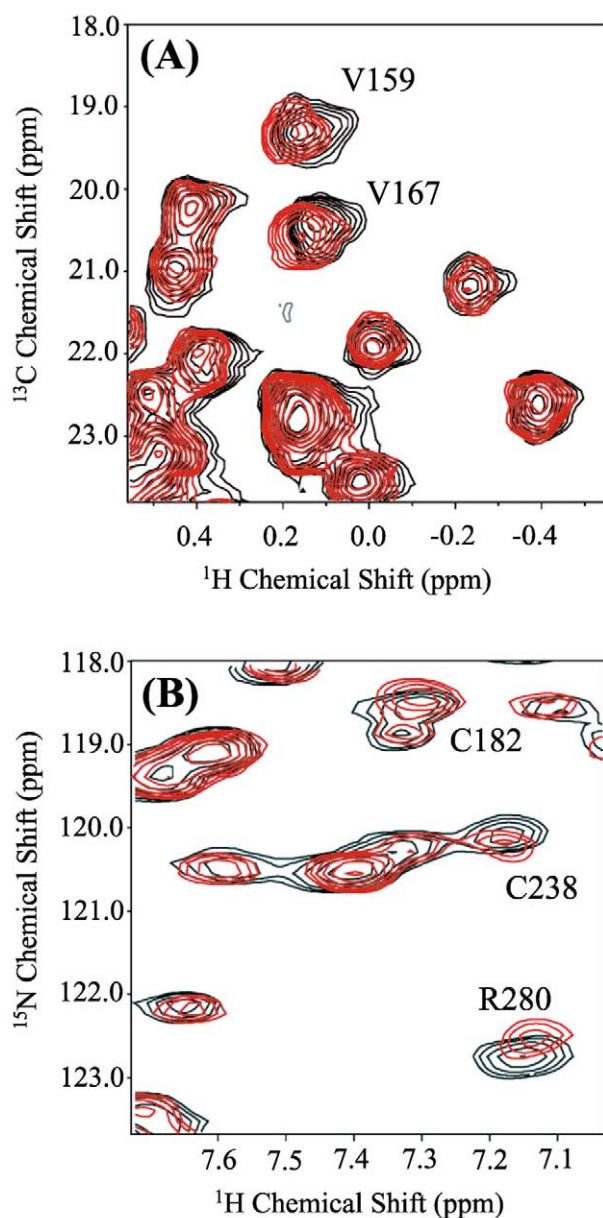 18.0
(A)
V159
19.0
V167
20.0
21.0
22.0
23.0
¹³C Chemical Shift (ppm)
0.4 0.2 0.0 -0.2 -0.4
¹H Chemical Shift (ppm)
118.0
(B)
119.0
C182
120.0
C238
121.0
R280
122.0
123.0
¹⁵N Chemical Shift (ppm)
7.6 7.5 7.4 7.3 7.2 7.1
¹H Chemical Shift (ppm)